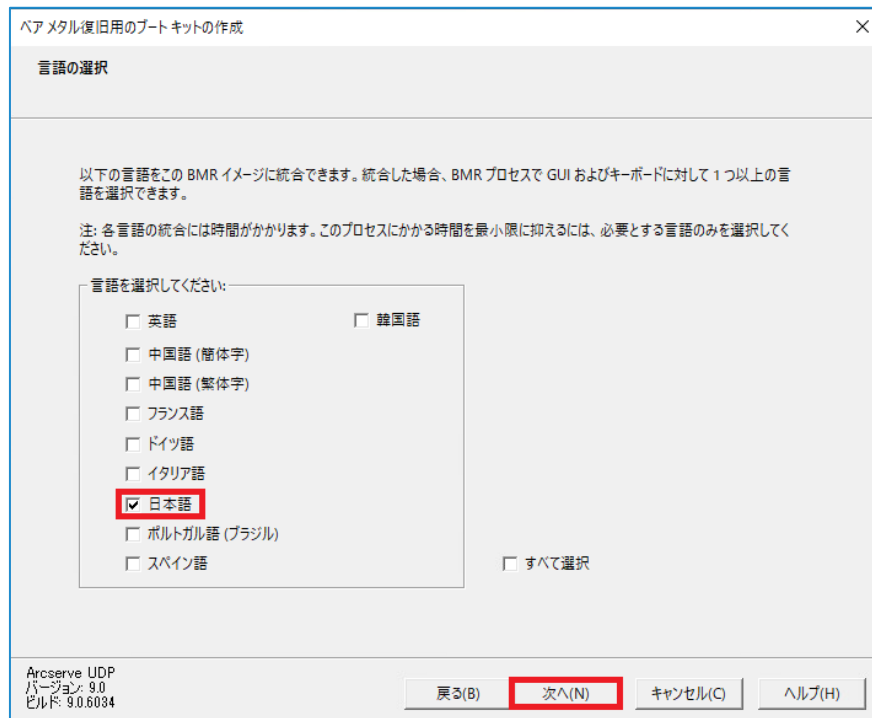 ベア メタル復旧用のブート キットの作成
言語の選択
以下の言語をこの BMR イメージに統合できます。統合した場合、BMR プロセスで GUI およびキーボードに対して 1 つ以上の言
語を選択できます。
注: 各言語の統合には時間がかかります。このプロセスにかかる時間を最小限に抑えるには、必要とする言語のみを選択してく
ださい。
言語を選択してください:
英語
韓国語
中国語 (簡体字)
中国語 (繁体字)
フランス語
ドイツ語
イタリア語
日本語
ポルトガル語 (ブラジル)
スペイン語
すべて選択
Arcserve UDP
バージョン: 9.0
ビルド: 9.0.6034
戻る(B)
次へ(N)
キャンセル(C)
ヘルプ(H)